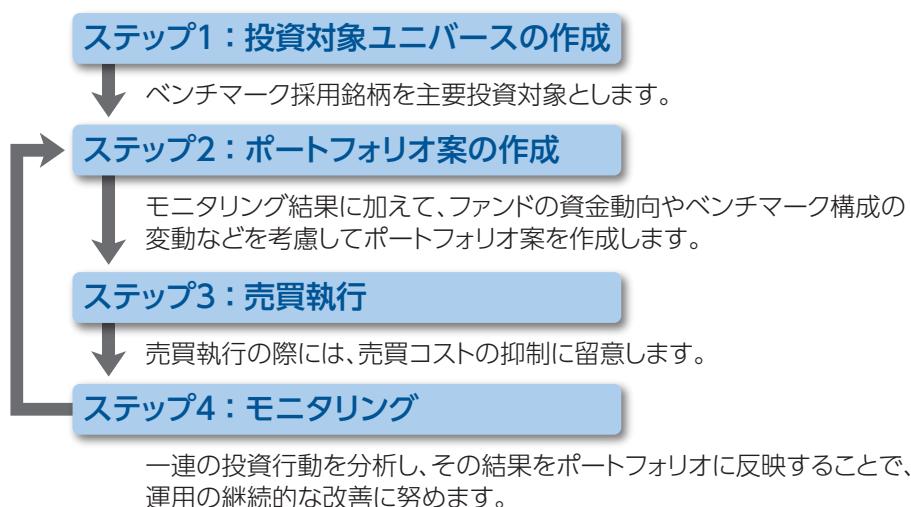 ステップ1：投資対象ユニバースの作成
ベンチマーク採用銘柄を主要投資対象とします。
ステップ2：ポートフォリオ案の作成
モニタリング結果に加えて、ファンドの資金動向やベンチマーク構成の
変動などを考慮してポートフォリオ案を作成します。
ステップ3：売買執行
売買執行の際には、売買コストの抑制に留意します。
ステップ4：モニタリング
一連の投資行動を分析し、その結果をポートフォリオに反映することで、
運用の継続的な改善に努めます。